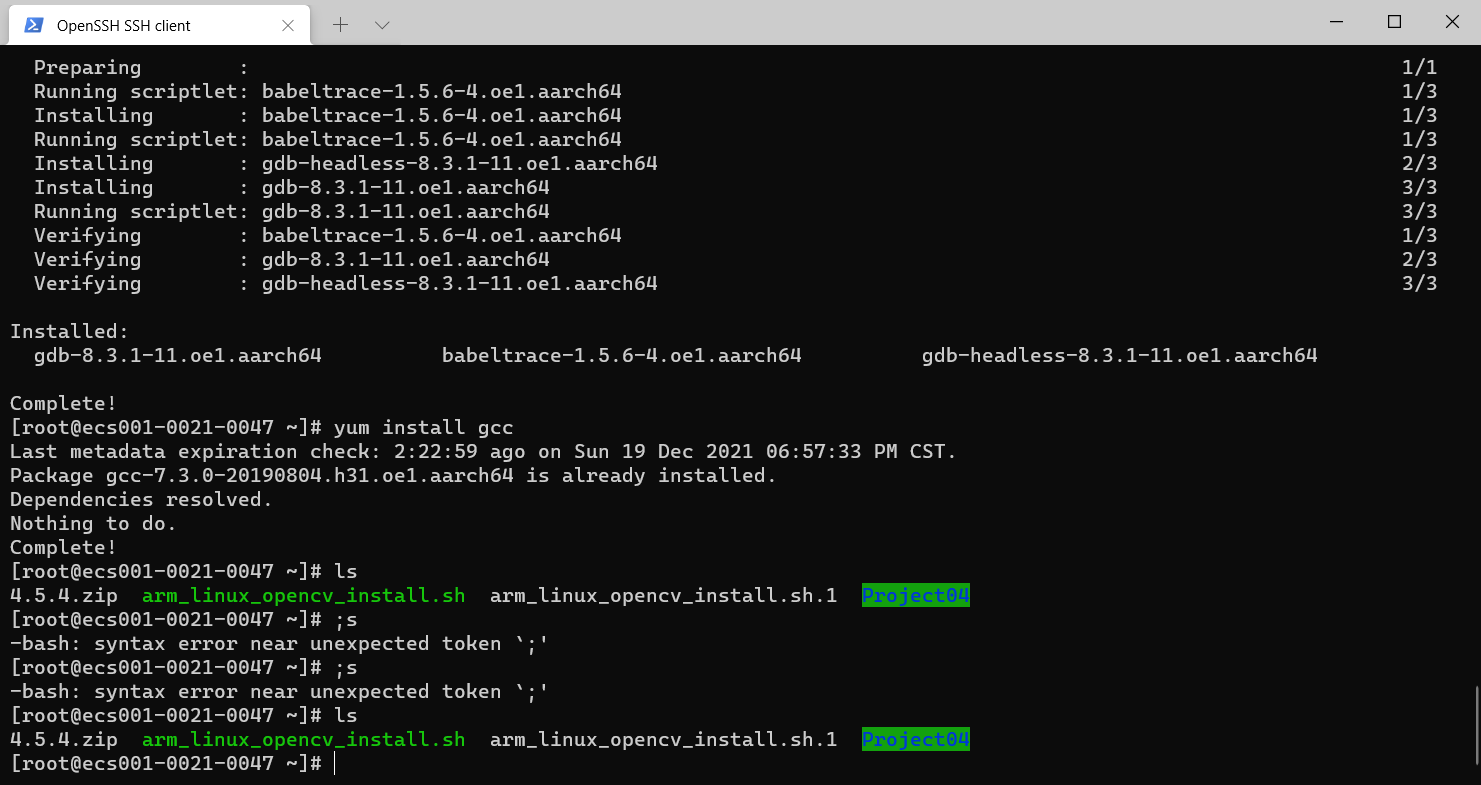 OpenSSH SSH client
Preparing        :                                                                                                1/1
Running scriptlet: babeltrace-1.5.6-4.oe1.aarch64                                                                 1/3
Installing       : babeltrace-1.5.6-4.oe1.aarch64                                                                 1/3
Running scriptlet: babeltrace-1.5.6-4.oe1.aarch64                                                                 1/3
Installing       : gdb-headless-8.3.1-11.oe1.aarch64                                                              2/3
Installing       : gdb-8.3.1-11.oe1.aarch64                                                                       3/3
Running scriptlet: gdb-8.3.1-11.oe1.aarch64                                                                       3/3
Verifying        : babeltrace-1.5.6-4.oe1.aarch64                                                                 1/3
Verifying        : gdb-8.3.1-11.oe1.aarch64                                                                       2/3
Verifying        : gdb-headless-8.3.1-11.oe1.aarch64                                                              3/3
Installed:
gdb-8.3.1-11.oe1.aarch64          babeltrace-1.5.6-4.oe1.aarch64          gdb-headless-8.3.1-11.oe1.aarch64
Complete!
[root@ecs001-0021-0047 ~]# yum install gcc
Last metadata expiration check: 2:22:59 ago on Sun 19 Dec 2021 06:57:33 PM CST.
Package gcc-7.3.0-20190804.h31.oe1.aarch64 is already installed.
Dependencies resolved.
Nothing to do.
Complete!
[root@ecs001-0021-0047 ~]# ls
4.5.4.zip  arm_linux_opencv_install.sh  arm_linux_opencv_install.sh.1  Project04
[root@ecs001-0021-0047 ~]# ;s
-bash: syntax error near unexpected token `;'
[root@ecs001-0021-0047 ~]# ;s
-bash: syntax error near unexpected token `;'
[root@ecs001-0021-0047 ~]# ls
4.5.4.zip  arm_linux_opencv_install.sh  arm_linux_opencv_install.sh.1  Project04
[root@ecs001-0021-0047 ~]#